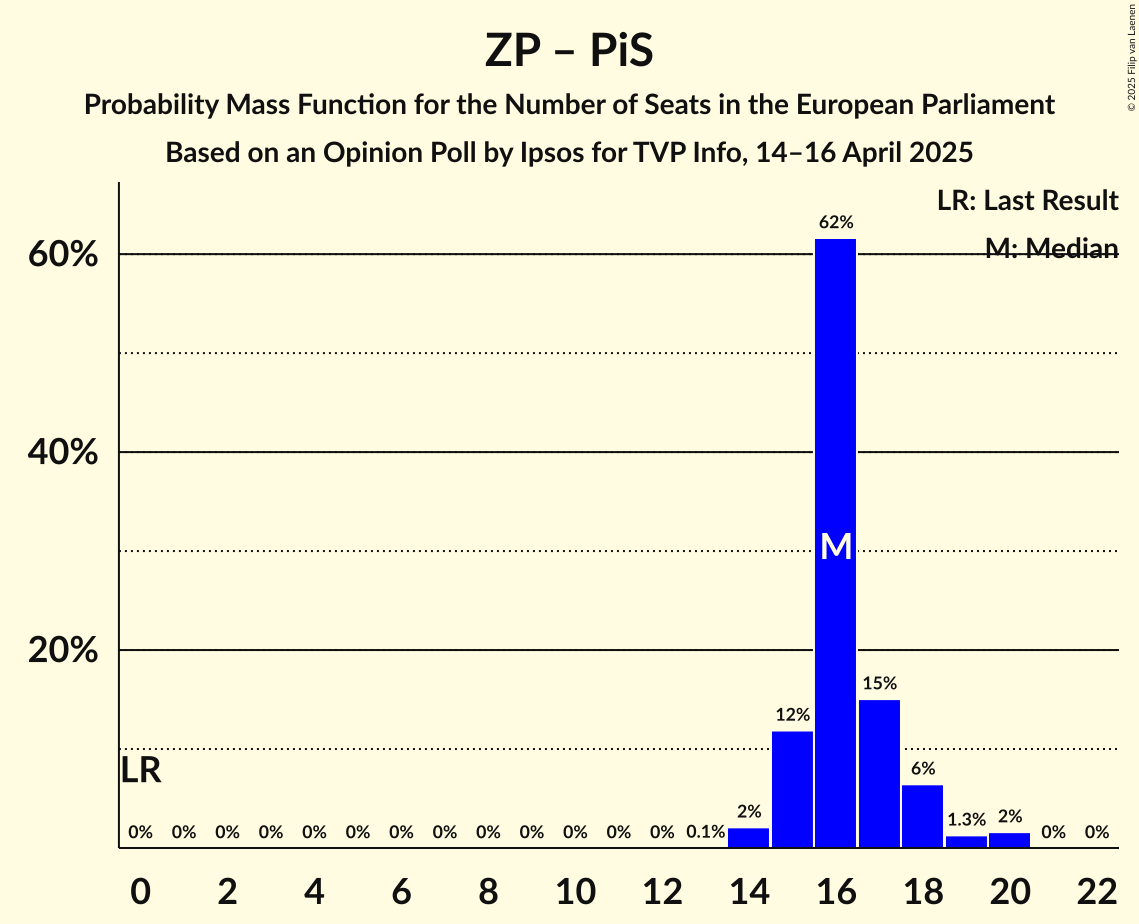 ZP – PiS
Probability Mass Function for the Number of Seats in the European Parliament
Based on an Opinion Poll by Ipsos for TVP Info, 14–16 April 2025
© 2025 Filip van Laenen
LR: Last Result
M: Median
60%
40%
20%
62%
M
15%
12%
LR
6%
2%
1.3%
2%
0% 0% 0% 0% 0% 0% 0% 0% 0% 0% 0% 0% 0% 0.1% 0% 0%
0 2 4 6 8 10 12 14 16 18 20 22